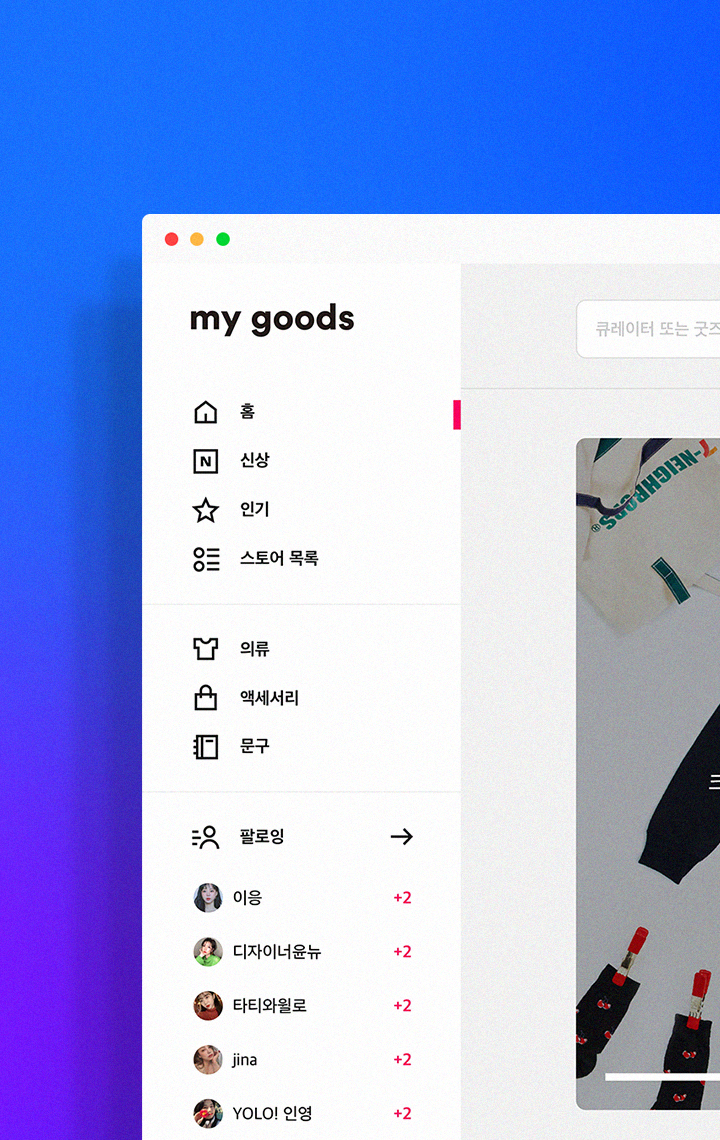 my goods
큐레이터 또는 굿즈
홈
N 신상
인기
스토어 목록
T-NEIGHBORS®
의류
액세서리
문구
팔로잉
이응 +2
디자이너윤뉴 +2
타티와윌로 +2
jina +2
YOLO! 인영 +2